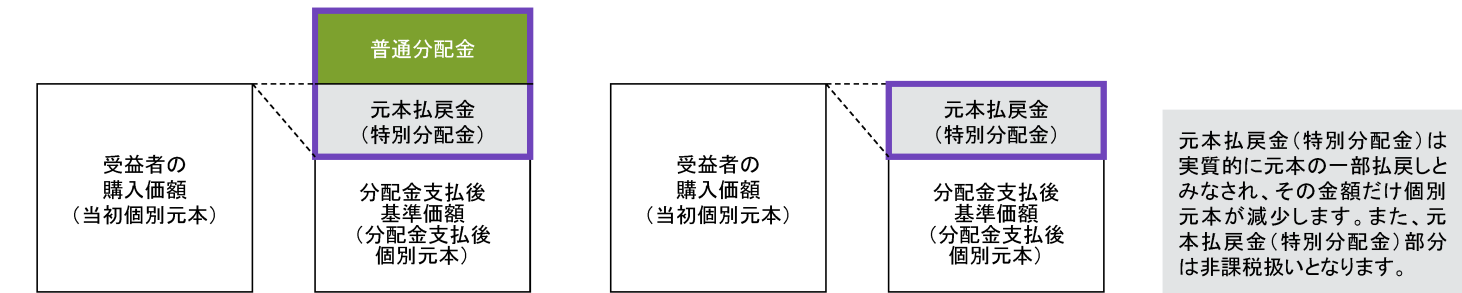 普通分配金
元本払戻金
（特別分配金）
受益者の
購入価額
（当初個別元本）
分配金支払後
基準価額
（分配金支払後
個別元本）
元本払戻金
（特別分配金）
受益者の
購入価額
（当初個別元本）
分配金支払後
基準価額
（分配金支払後
個別元本）
元本払戻金（特別分配金）は
実質的に元本の一部払戻しと
みなされ、その金額だけ個別
元本が減少します。また、元
本払戻金（特別分配金）部分
は非課税扱いとなります。